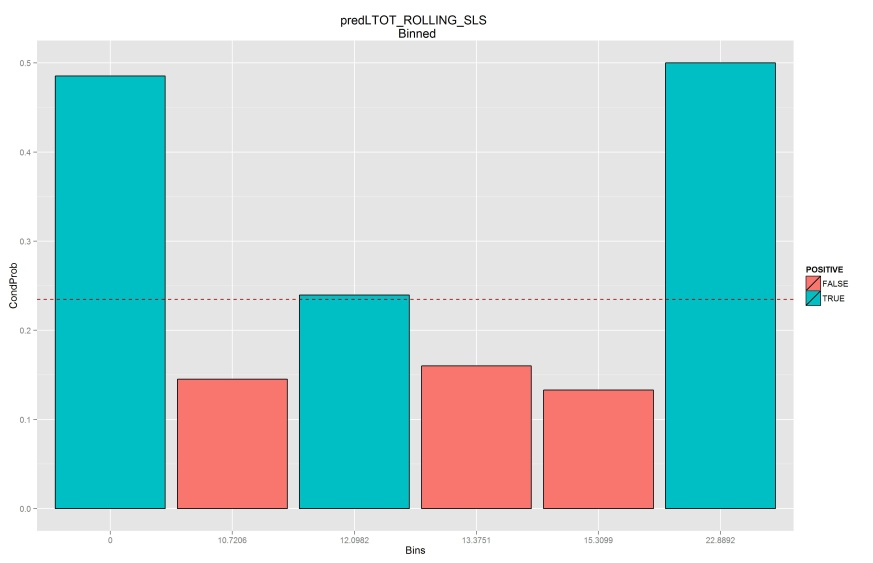 predLTOT_ROLLING_SLS
Binned
0.5
0.4
0.3
0.2
0.1
0.0
CondProb
0 10.7206 12.0982 13.3751 15.3099 22.8892
Bins
POSITIVE
FALSE
TRUE